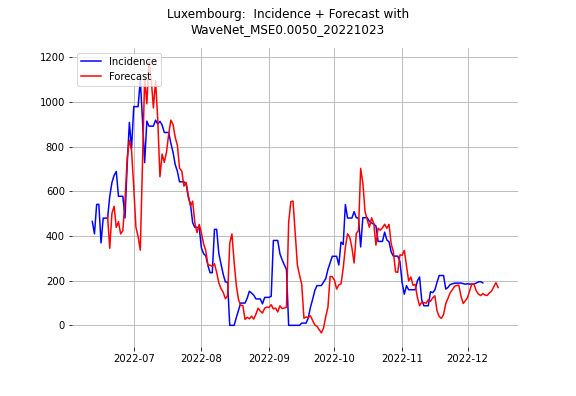 Luxembourg:  Incidence + Forecast with
WaveNet_MSE0.0050_20221023
Incidence
Forecast
1200
1000
800
600
400
200
0
2022-07 2022-08 2022-09 2022-10 2022-11 2022-12